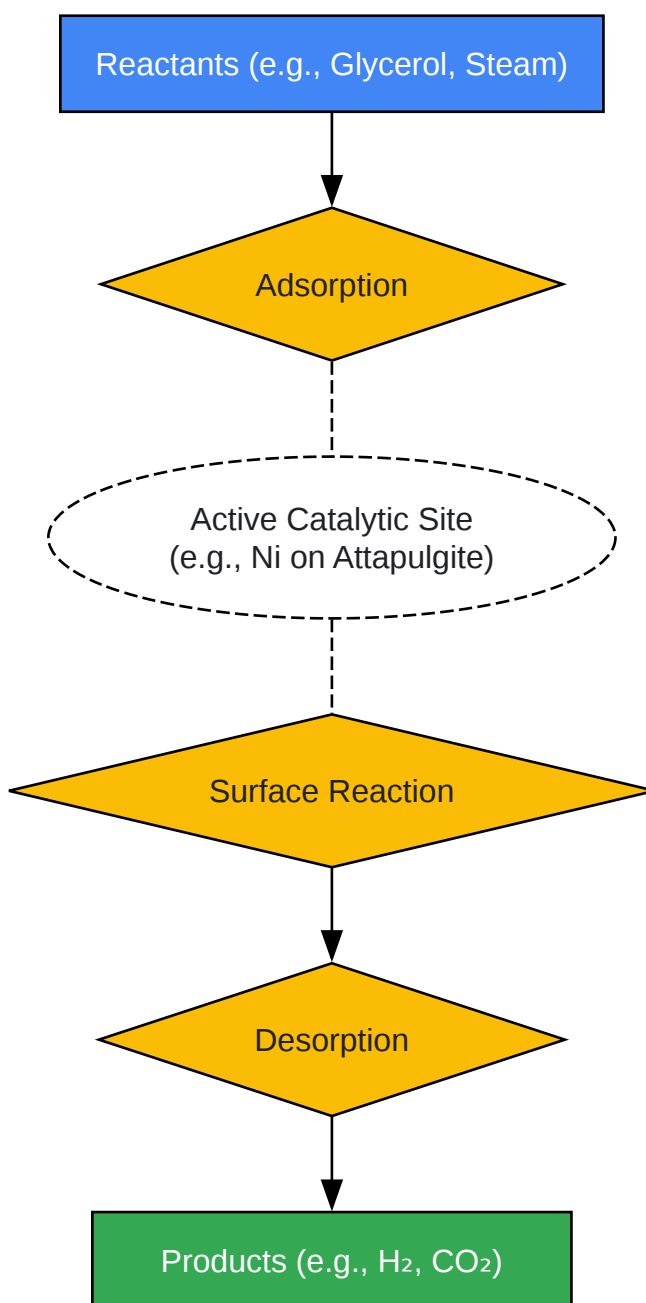 Reactants (e.g., Glycerol, Steam)
Adsorption
Active Catalytic Site
(e.g., Ni on Attapulgite)
Surface Reaction
Desorption
Products (e.g., H₂, CO₂)